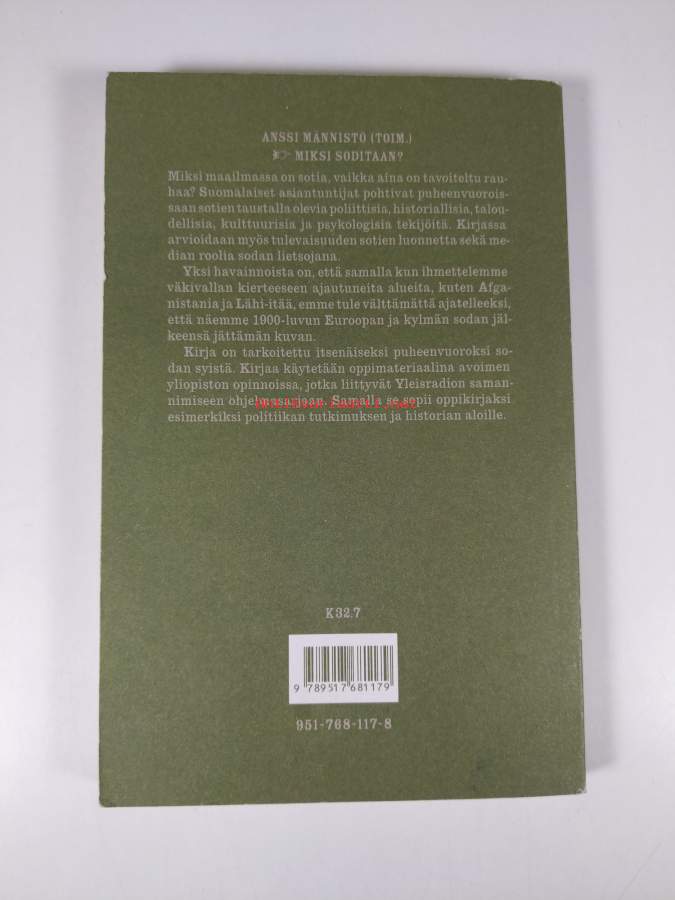 ANSSI MÄNNISTÖ (TOIM.)
MIKSI SODITAAN?
Miksi maailmassa on sotia, vaikka aina on tavoiteltu rau-
haa? Suomalaiset asiantuntijat pohtivat puheenvuorois-
saan sotien taustalla olevia poliittisia, historiallisia, talou-
dellisia, kulttuurisia ja psykologisia tekijöitä. Kirjassa
arvioidaan myös tulevaisuuden sotien luonnetta sekä me-
dian roolia sodan lietsojana.
Yksi havainnoista on, että samalla kun ihmettelemme
väkivallan kierteeseen ajautuneita alueita, kuten Afga-
nistania ja Lähi-itää, emme tule välttämättä ajatelleeksi,
että näemme 1900-luvun Euroopan ja kylmän sodan jäl-
keensä jättämän kuvan.
Kirja on tarkoitettu itsenäiseksi puheenvuoroksi so-
dan syistä. Kirjaa käytetään oppimateriaalina avoimen
yliopiston opinnoissa, jotka liittyvät Yleisradion saman-
nimiseen ohjelmasarjaan. Samalla se sopii oppikirjaksi
esimerkiksi politiikan tutkimuksen ja historian aloille.
K 32.7
9 789517 681179
951-768-117-8